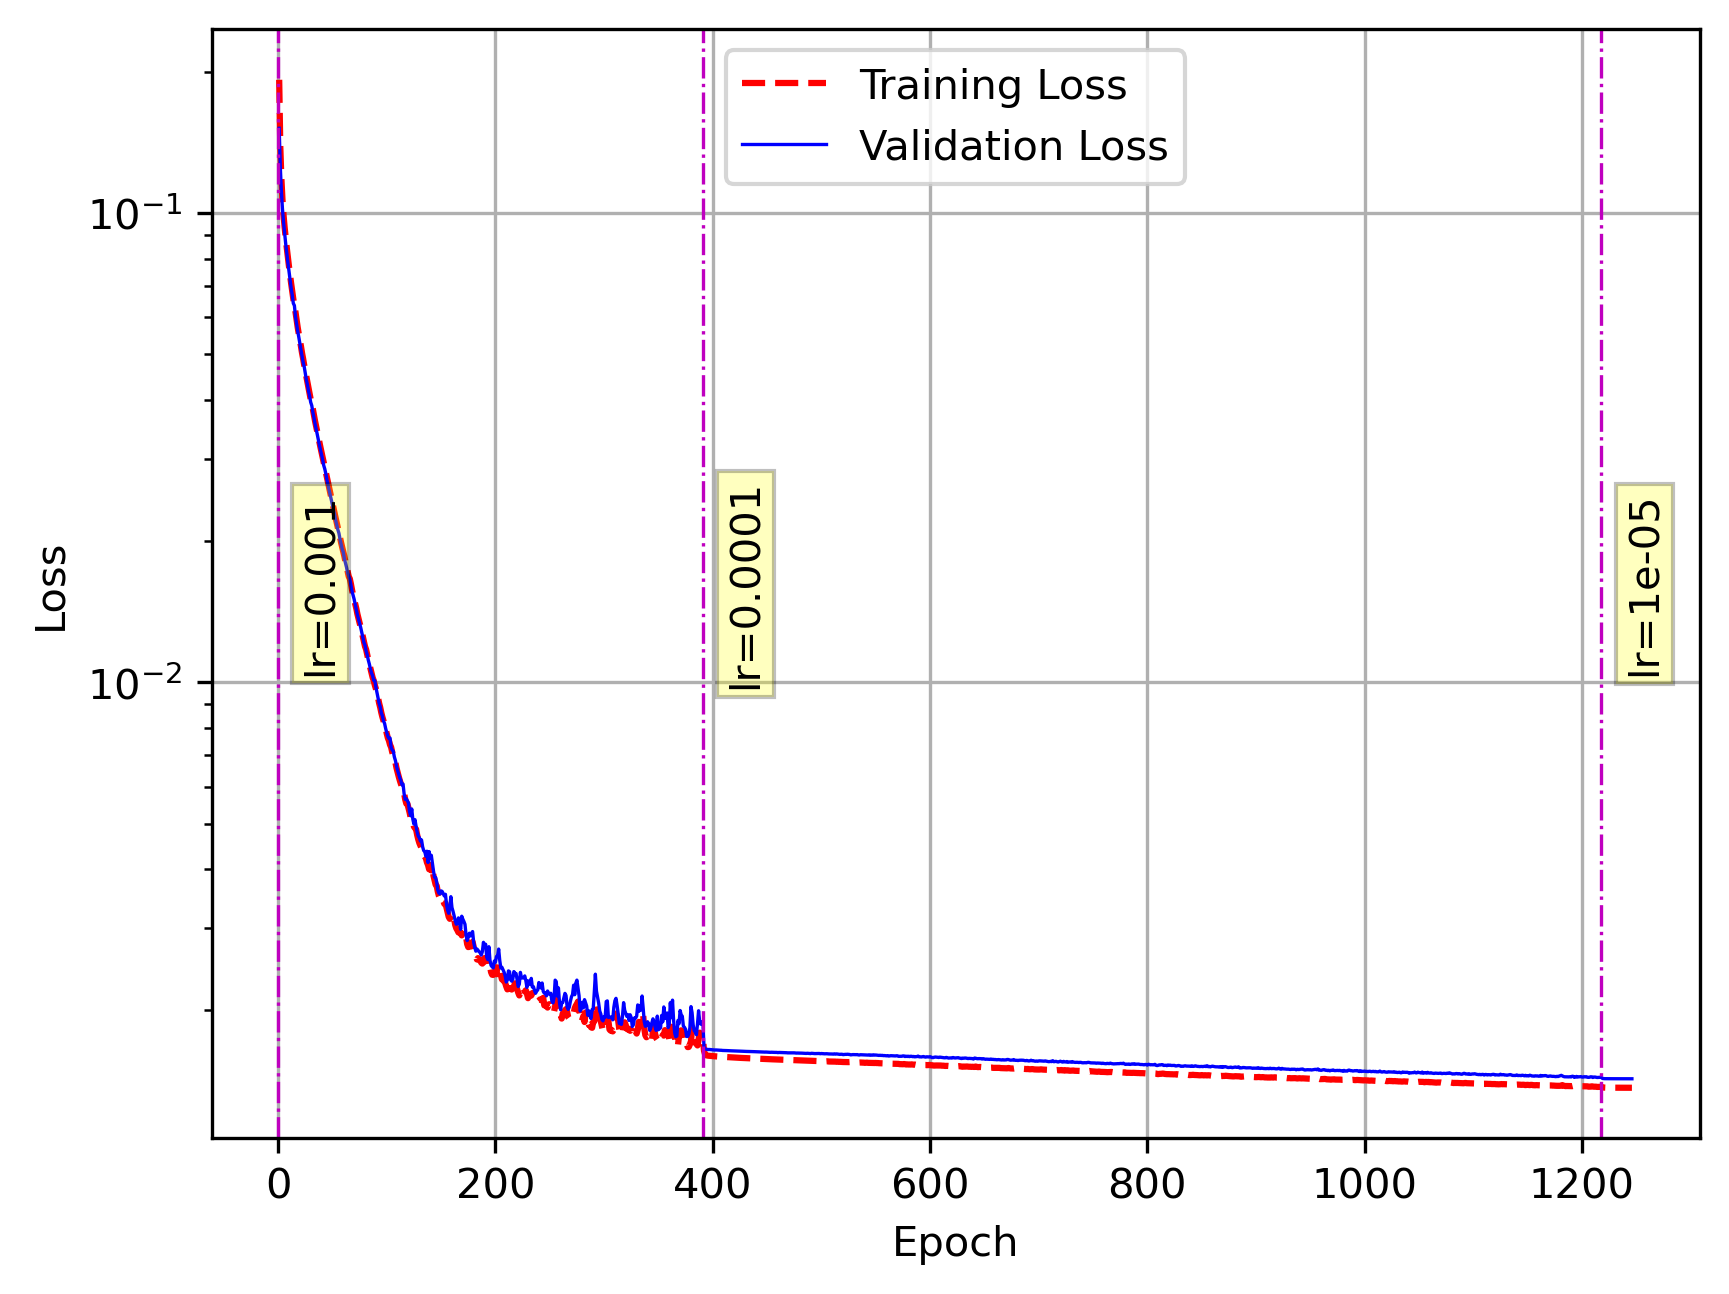 Training Loss
Validation Loss
10⁻¹
10⁻²
Loss
lr=0.001
lr=0.0001
lr=1e-05
0 200 400 600 800 1000 1200
Epoch